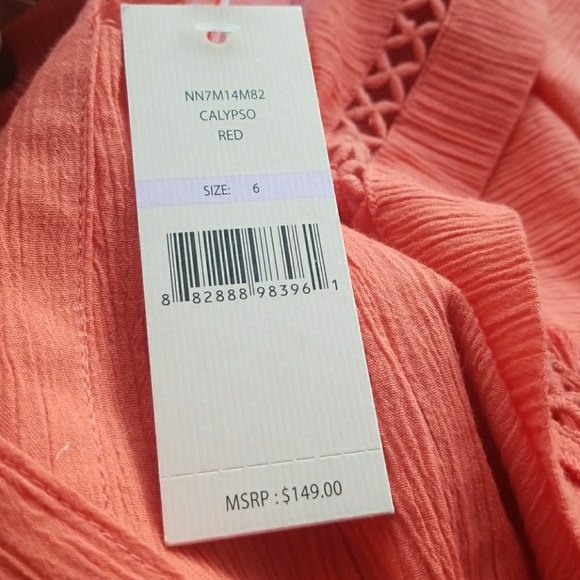 NN7M14M82
CALYPSO
RED
SIZE: 6
8 82888 98396 1
MSRP : $149.00